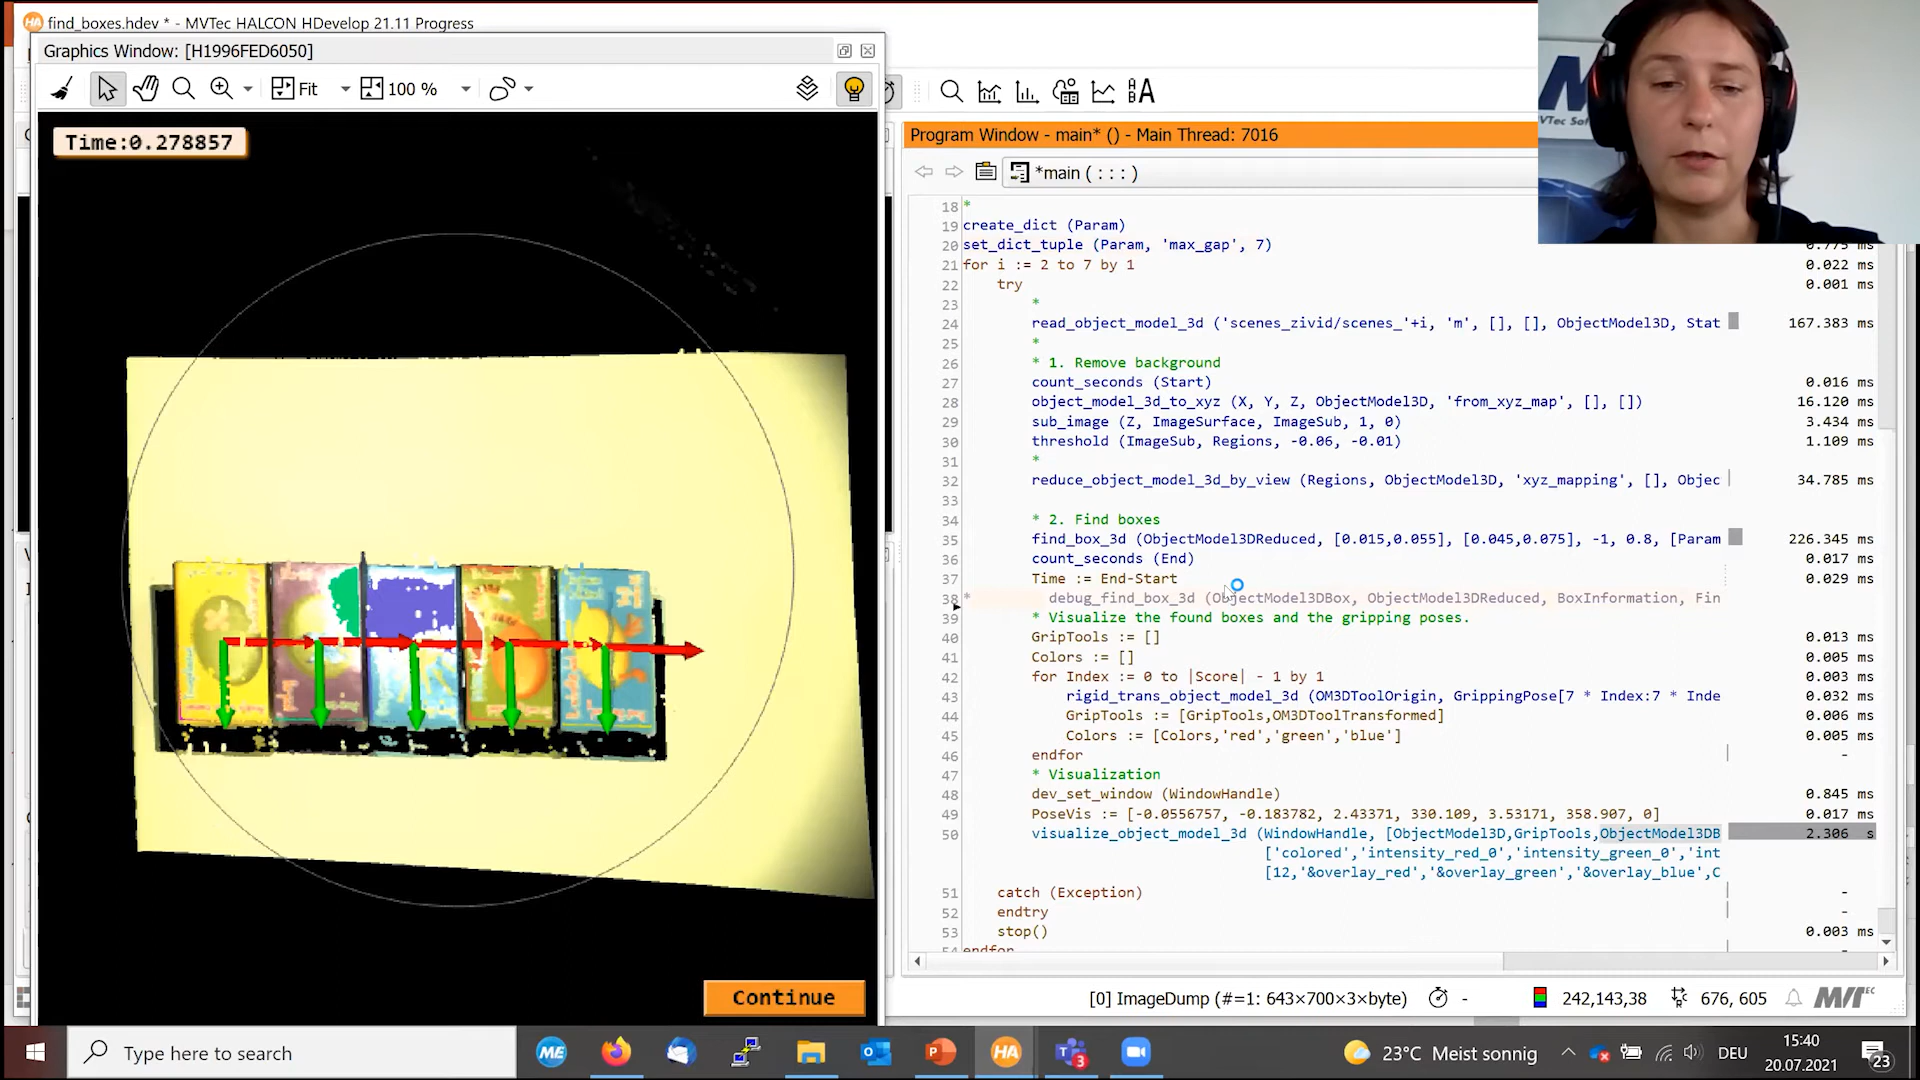 find_boxes.hdev * - MVTec HALCON HDevelop 21.11 Progress
Graphics Window: [H1996FED6050]
Fit
100 %
Time:0.278857
Continue
Program Window - main* () - Main Thread: 7016
*main ( : : : )
18 *
19 create_dict (Param)
20 set_dict_tuple (Param, 'max_gap', 7) 0.775 ms
21 for i := 2 to 7 by 1 0.022 ms
22 try 0.001 ms
23 *
24 read_object_model_3d ('scenes_zivid/scenes_'+i, 'm', [], [], ObjectModel3D, Stat 167.383 ms
25 *
26 * 1. Remove background
27 count_seconds (Start) 0.016 ms
28 object_model_3d_to_xyz (X, Y, Z, ObjectModel3D, 'from_xyz_map', [], []) 16.120 ms
29 sub_image (Z, ImageSurface, ImageSub, 1, 0) 3.434 ms
30 threshold (ImageSub, Regions, -0.06, -0.01) 1.109 ms
31 *
32 reduce_object_model_3d_by_view (Regions, ObjectModel3D, 'xyz_mapping', [], Objec 34.785 ms
33
34 * 2. Find boxes
35 find_box_3d (ObjectModel3DReduced, [0.015,0.055], [0.045,0.075], -1, 0.8, [Param 226.345 ms
36 count_seconds (End) 0.017 ms
37 Time := End-Start 0.029 ms
38 * debug_find_box_3d (ObjectModel3DBox, ObjectModel3DReduced, BoxInformation, Fin
39 * Visualize the found boxes and the gripping poses.
40 GripTools := [] 0.013 ms
41 Colors := [] 0.005 ms
42 for Index := 0 to |Score| - 1 by 1 0.003 ms
43 rigid_trans_object_model_3d (OM3DToolOrigin, GrippingPose[7 * Index:7 * Inde 0.032 ms
44 GripTools := [GripTools,OM3DToolTransformed] 0.006 ms
45 Colors := [Colors,'red','green','blue'] 0.005 ms
46 endfor -
47 * Visualization
48 dev_set_window (WindowHandle) 0.845 ms
49 PoseVis := [-0.0556757, -0.183782, 2.43371, 330.109, 3.53171, 358.907, 0] 0.017 ms
50 visualize_object_model_3d (WindowHandle, [ObjectModel3D,GripTools,ObjectModel3DB 2.306 s
['colored','intensity_red_0','intensity_green_0','int
[12,'&overlay_red','&overlay_green','&overlay_blue',C
51 catch (Exception) -
52 endtry -
53 stop() 0.003 ms
54 endfor
[0] ImageDump (#=1: 643×700×3×byte) - 242,143,38 676, 605
Type here to search
23°C Meist sonnig
DEU
15:40
20.07.2021
23